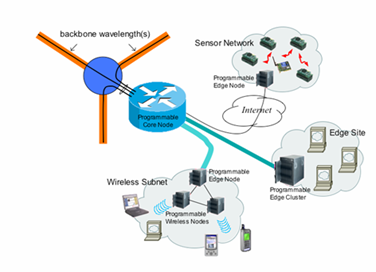 backbone wavelength(s)
Sensor Network
Programmable
Edge Node
Programmable
Core Node
Internet
Edge Site
Wireless Subnet
Programmable
Edge Node
Programmable
Edge Cluster
Programmable
Wireless Nodes